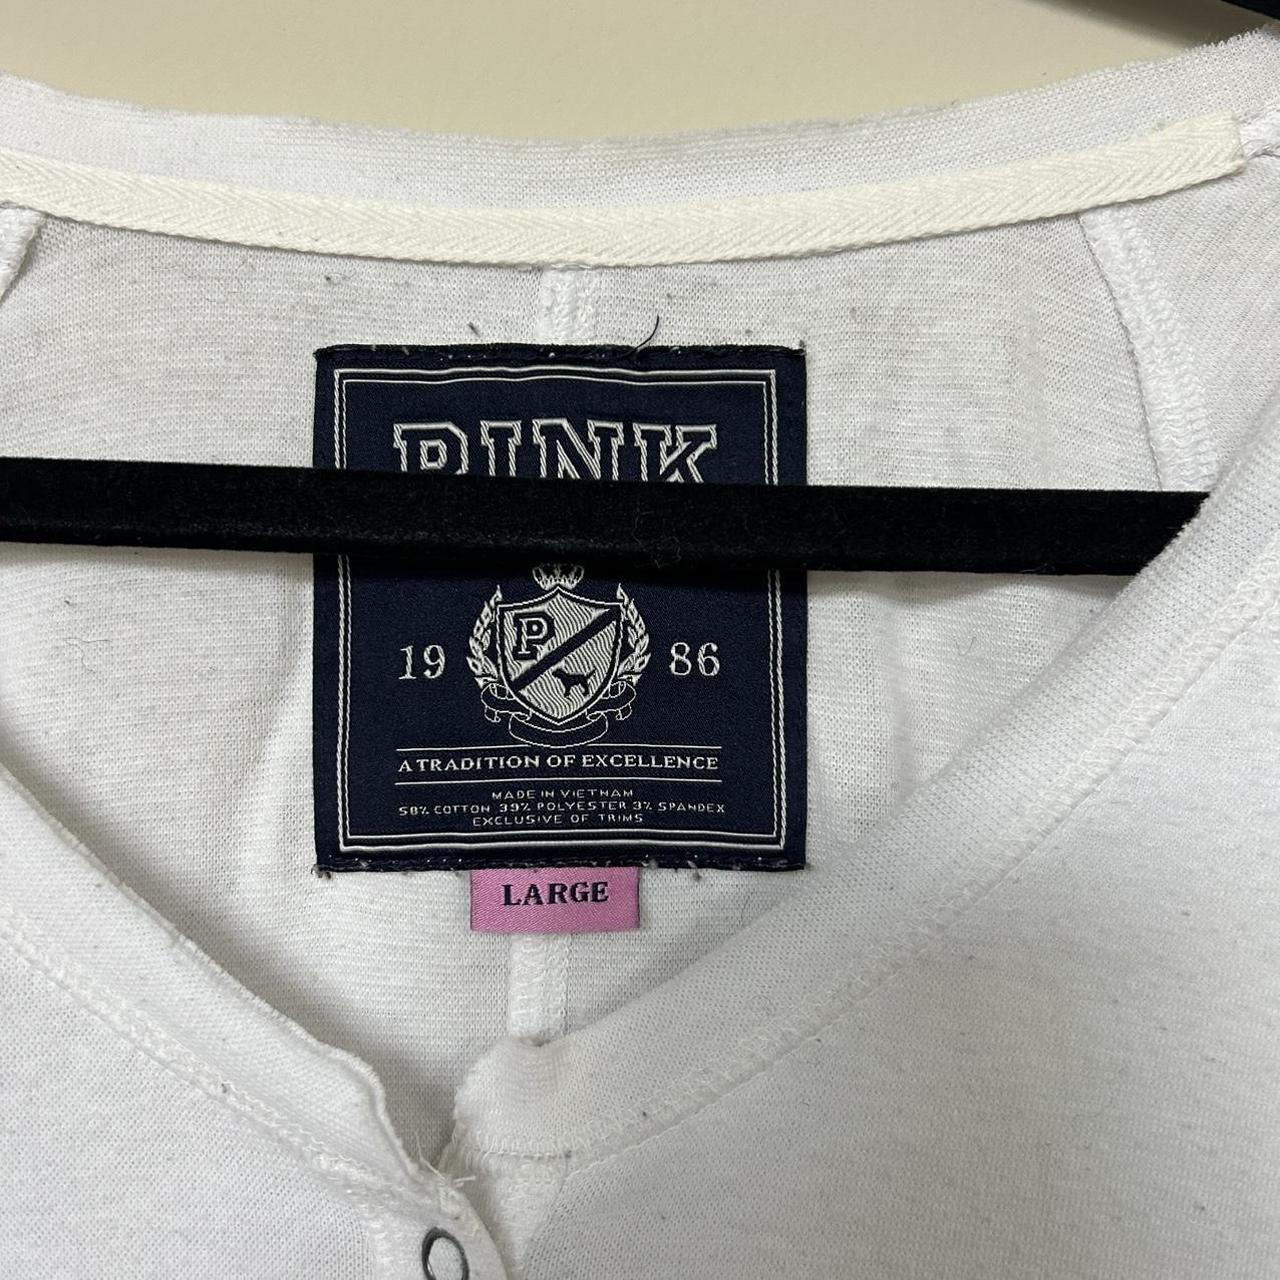 PINK
P
19 86
A TRADITION OF EXCELLENCE
MADE IN VIETNAM
58% COTTON 39% POLYESTER 3% SPANDEX
EXCLUSIVE OF TRIMS
LARGE